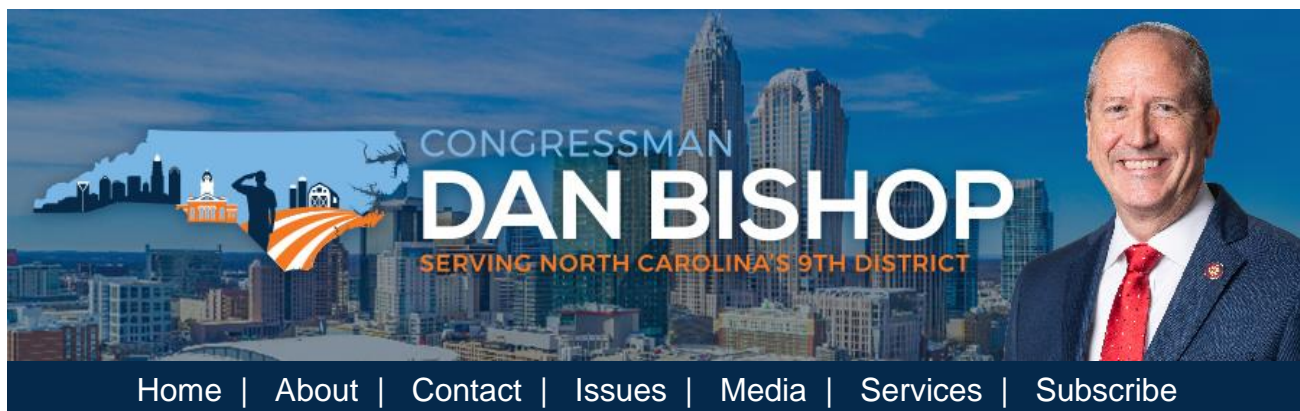 CONGRESSMAN
DAN BISHOP
SERVING NORTH CAROLINA'S 9TH DISTRICT
Home | About | Contact | Issues | Media | Services | Subscribe